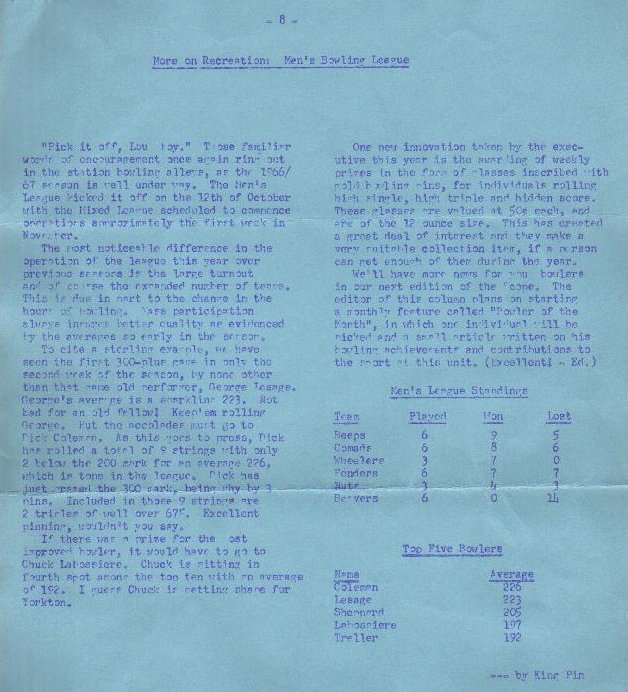 - 8 -
More on Recreation: Men's Bowling League
"Pick it off, Lou boy." Those familiar
words of encouragement once again ring out
in the station bowling alleys, as the 1966/
67 season is well under way. The Men's
League kicked it off on the 12th of October
with the Mixed League scheduled to commence
operations approximately the first week in
November.
The most noticeable difference in the
operation of the league this year over
previous seasons is the large turnout
and of course the expanded number of teams.
This is due in part to the change in the
hours of bowling. Mass participation
always improves better quality as evidenced
by the averages so early in the season.
To cite a sterling example, we have
seen the first 300-plus game in only the
second week of the season, by none other
than that same old performer, George Lesage.
George's average is a sparkling 223. Not
bad for an old fellow! Keep'em rolling
George. But the accolades must go to
Dick Coleman. As this goes to press, Dick
has rolled a total of 9 strings with only
2 below the 200 mark for an average 226,
which is tops in the league. Dick has
just grazed the 300 mark, being shy by 3
pins. Included in those 9 strings are
2 triples of well over 675. Excellent
pinning, wouldn't you say.
If there was a prize for the most
improved bowler, it would have to go to
Chuck Labossiere. Chuck is sitting in
fourth spot among the top ten with an average
of 192. I guess Chuck is getting shape for
Yorkton.
One new innovation taken by the exec-
utive this year is the awarding of weekly
prizes in the form of glasses inscribed with
gold bowling pins, for individuals rolling
high single, high triple and hidden score.
These glasses are valued at 50¢ each, and
are of the 12 ounce size. This has created
a great deal of interest and they make a
very suitable collection item, if a person
can get enough of them during the year.
We'll have more news for you bowlers
in our next edition of the Scope. The
editor of this column plans on starting
a monthly feature called "Bowler of the
Month", in which one individual will be
picked and a small article written on his
bowling achievements and contributions to
the sport at this unit. (Excellent! - Ed.)
Men's League Standings
Team Played Won Lost
Heeps 6 9 5
Commds 6 8 6
Wheelers 3 7 0
Fenders 6 7 7
Nuts 3 4 3
Beavers 6 0 14
Top Five Bowlers
Name Average
Coleman 226
Lesage 223
Sheppard 205
Labossiere 197
Treller 192
--- by King Pin